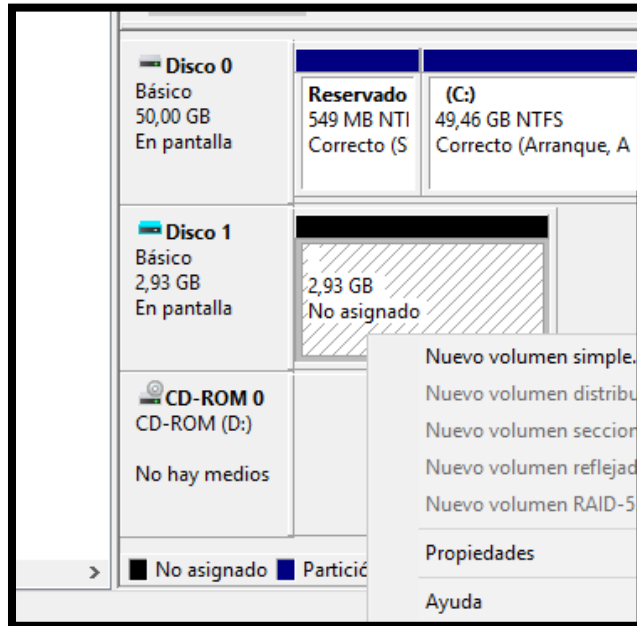 Disco 0
Básico
50,00 GB
En pantalla
Reservado
549 MB NTI
Correcto (S
(C:)
49,46 GB NTFS
Correcto (Arranque, A
Disco 1
Básico
2,93 GB
En pantalla
2,93 GB
No asignado
CD-ROM 0
CD-ROM (D:)
No hay medios
Nuevo volumen simple.
Nuevo volumen distribu
Nuevo volumen seccion
Nuevo volumen reflejad
Nuevo volumen RAID-5
Propiedades
Ayuda
No asignado
Partició